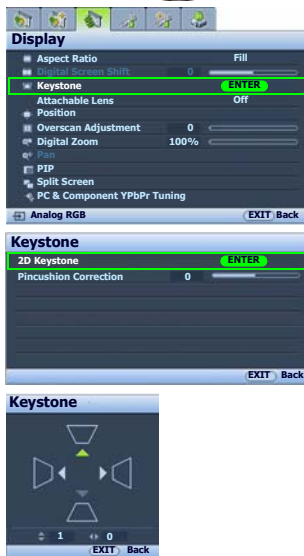 Display
Aspect Ratio Fill
Digital Screen Shift 0
Keystone ENTER
Attachable Lens Off
Position
Overscan Adjustment 0
Digital Zoom 100%
Pan
PIP
Split Screen
PC & Component YPbPr Tuning
Analog RGB EXIT Back
Keystone
2D Keystone ENTER
Pincushion Correction 0
EXIT Back
Keystone
1 0
EXIT Back